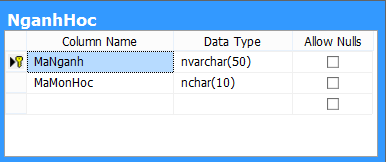 NganhHoc
Column Name Data Type Allow Nulls
MaNganh nvarchar(50)
MaMonHoc nchar(10)